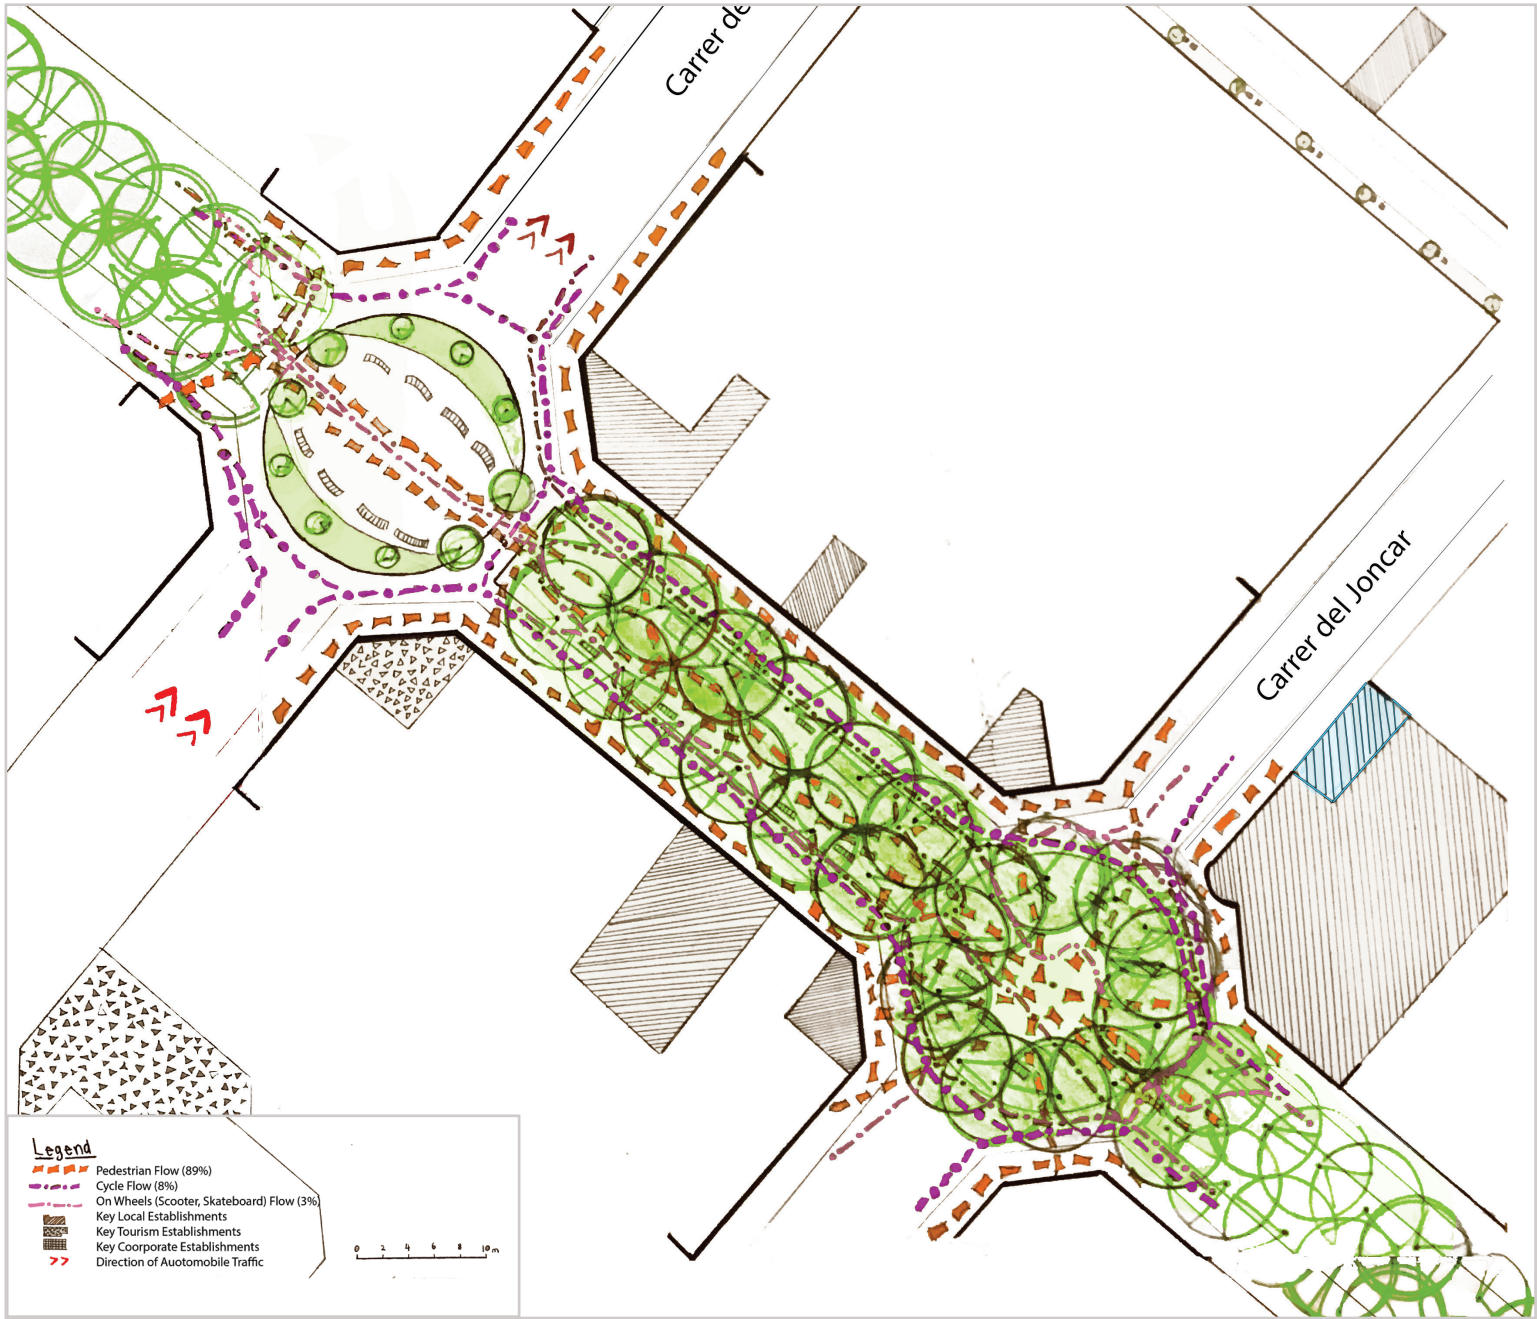 Carrer de
Carrer del Joncar
Legend
Pedestrian Flow (89%)
Cycle Flow (8%)
On Wheels (Scooter, Skateboard) Flow (3%)
Key Local Establishments
Key Tourism Establishments
Key Coorporate Establishments
Direction of Auotomobile Traffic
0 2 4 6 8 10 m